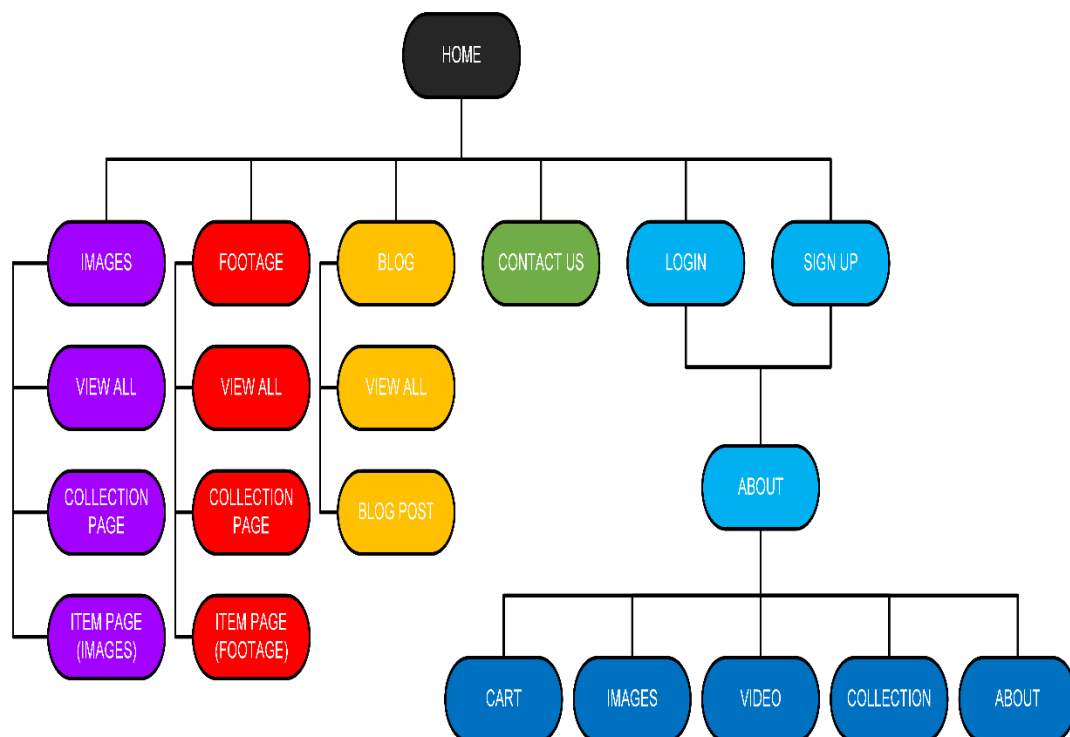 HOME
IMAGES
FOOTAGE
BLOG
CONTACT US
LOGIN
SIGN UP
VIEW ALL
VIEW ALL
VIEW ALL
ABOUT
COLLECTION
PAGE
COLLECTION
PAGE
BLOG POST
ITEM PAGE
(IMAGES)
ITEM PAGE
(FOOTAGE)
CART
IMAGES
VIDEO
COLLECTION
ABOUT